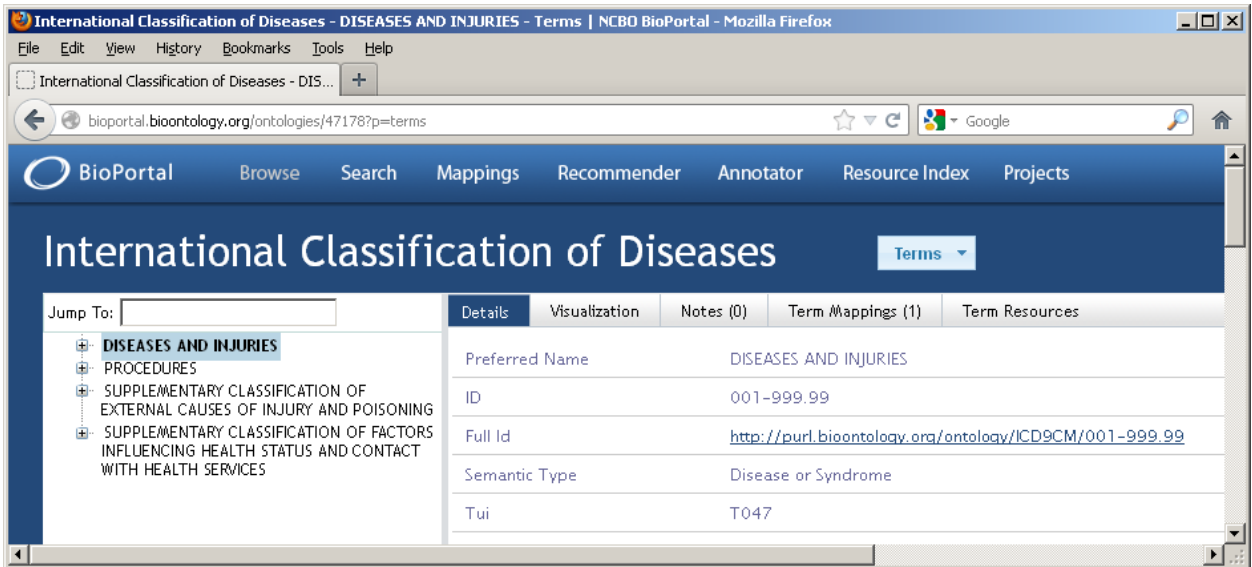 International Classification of Diseases - DISEASES AND INJURIES - Terms | NCBO BioPortal - Mozilla Firefox
File Edit View History Bookmarks Tools Help
International Classification of Diseases - DIS... +
bioportal.bioontology.org/ontologies/47178?p=terms Google
BioPortal Browse Search Mappings Recommender Annotator Resource Index Projects
International Classification of Diseases Terms
Jump To:
DISEASES AND INJURIES
PROCEDURES
SUPPLEMENTARY CLASSIFICATION OF
EXTERNAL CAUSES OF INJURY AND POISONING
SUPPLEMENTARY CLASSIFICATION OF FACTORS
INFLUENCING HEALTH STATUS AND CONTACT
WITH HEALTH SERVICES
Details Visualization Notes (0) Term Mappings (1) Term Resources
Preferred Name DISEASES AND INJURIES
ID 001-999.99
Full Id http://purl.bioontology.org/ontology/ICD9CM/001-999.99
Semantic Type Disease or Syndrome
Tui T047